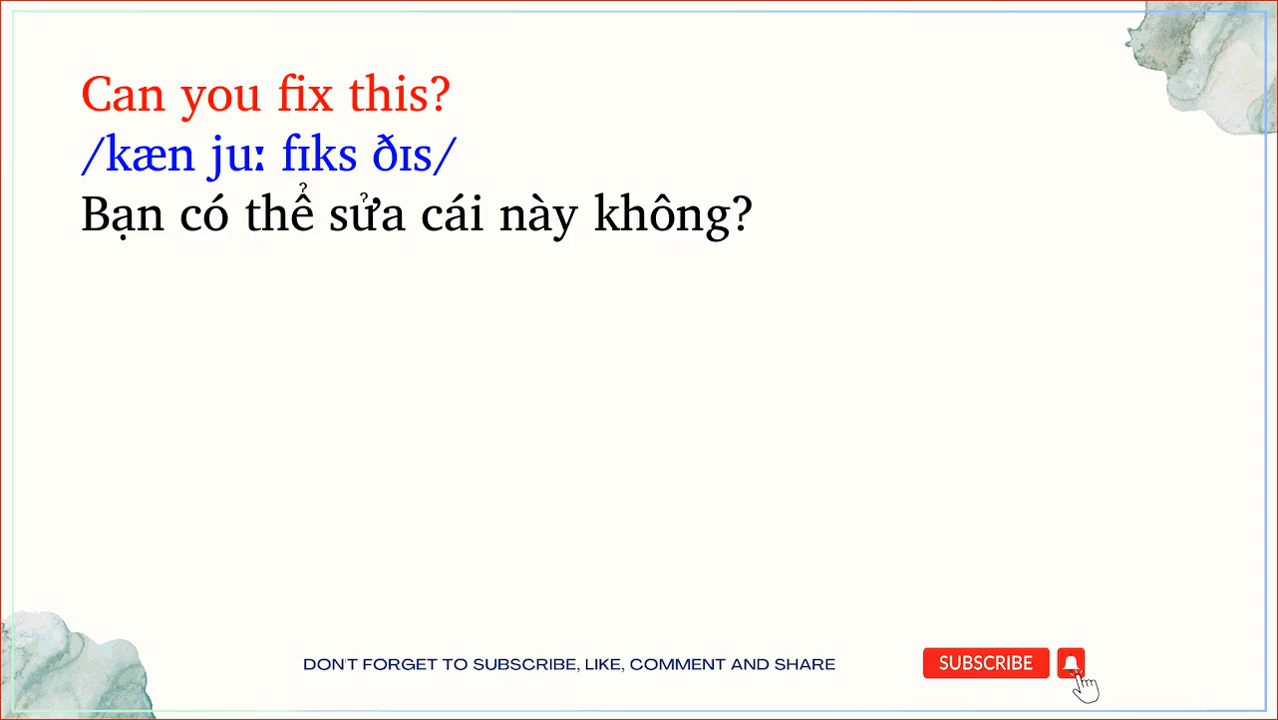 Can you fix this?
/kæn juː fɪks ðɪs/
Bạn có thể sửa cái này không?
DON'T FORGET TO SUBSCRIBE, LIKE, COMMENT AND SHARE
SUBSCRIBE